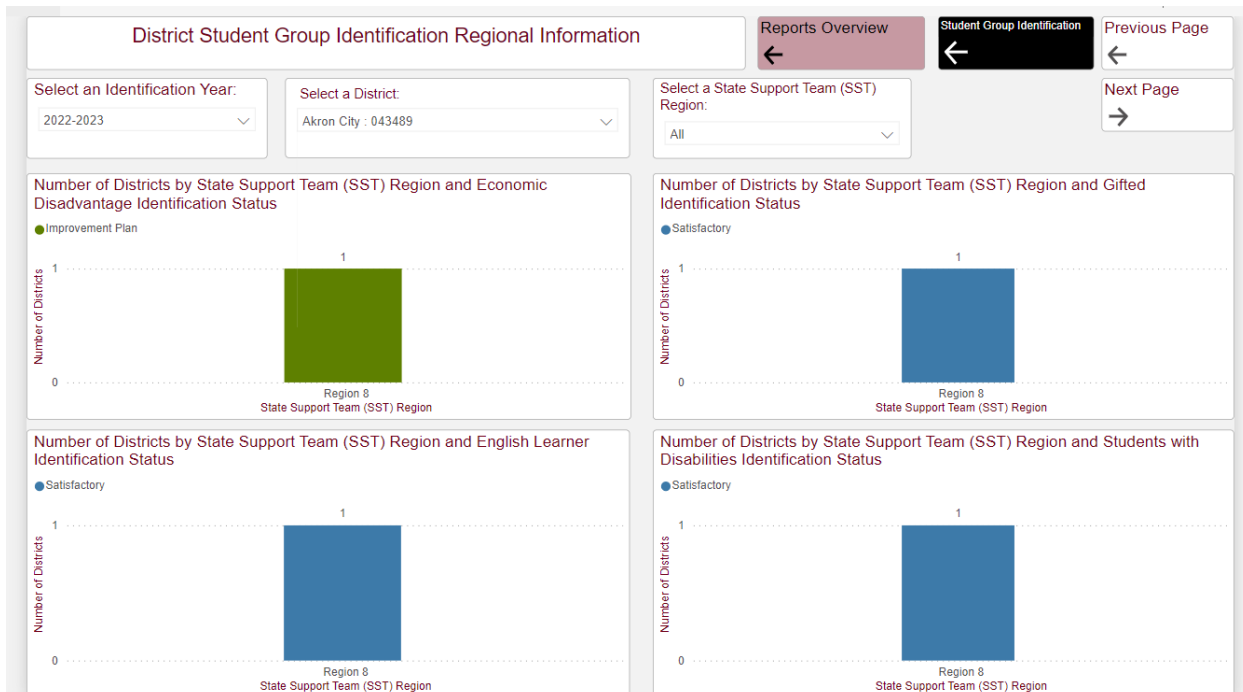 District Student Group Identification Regional Information
Reports Overview
Student Group Identification
Previous Page
Select an Identification Year:
2022-2023
Select a District:
Akron City : 043489
Select a State Support Team (SST)
Region:
All
Next Page
Number of Districts by State Support Team (SST) Region and Economic
Disadvantage Identification Status
Improvement Plan
1
Number of Districts
1
0
Region 8
State Support Team (SST) Region
Number of Districts by State Support Team (SST) Region and Gifted
Identification Status
Satisfactory
1
Number of Districts
1
0
Region 8
State Support Team (SST) Region
Number of Districts by State Support Team (SST) Region and English Learner
Identification Status
Satisfactory
1
Number of Districts
1
0
Region 8
State Support Team (SST) Region
Number of Districts by State Support Team (SST) Region and Students with
Disabilities Identification Status
Satisfactory
1
Number of Districts
1
0
Region 8
State Support Team (SST) Region